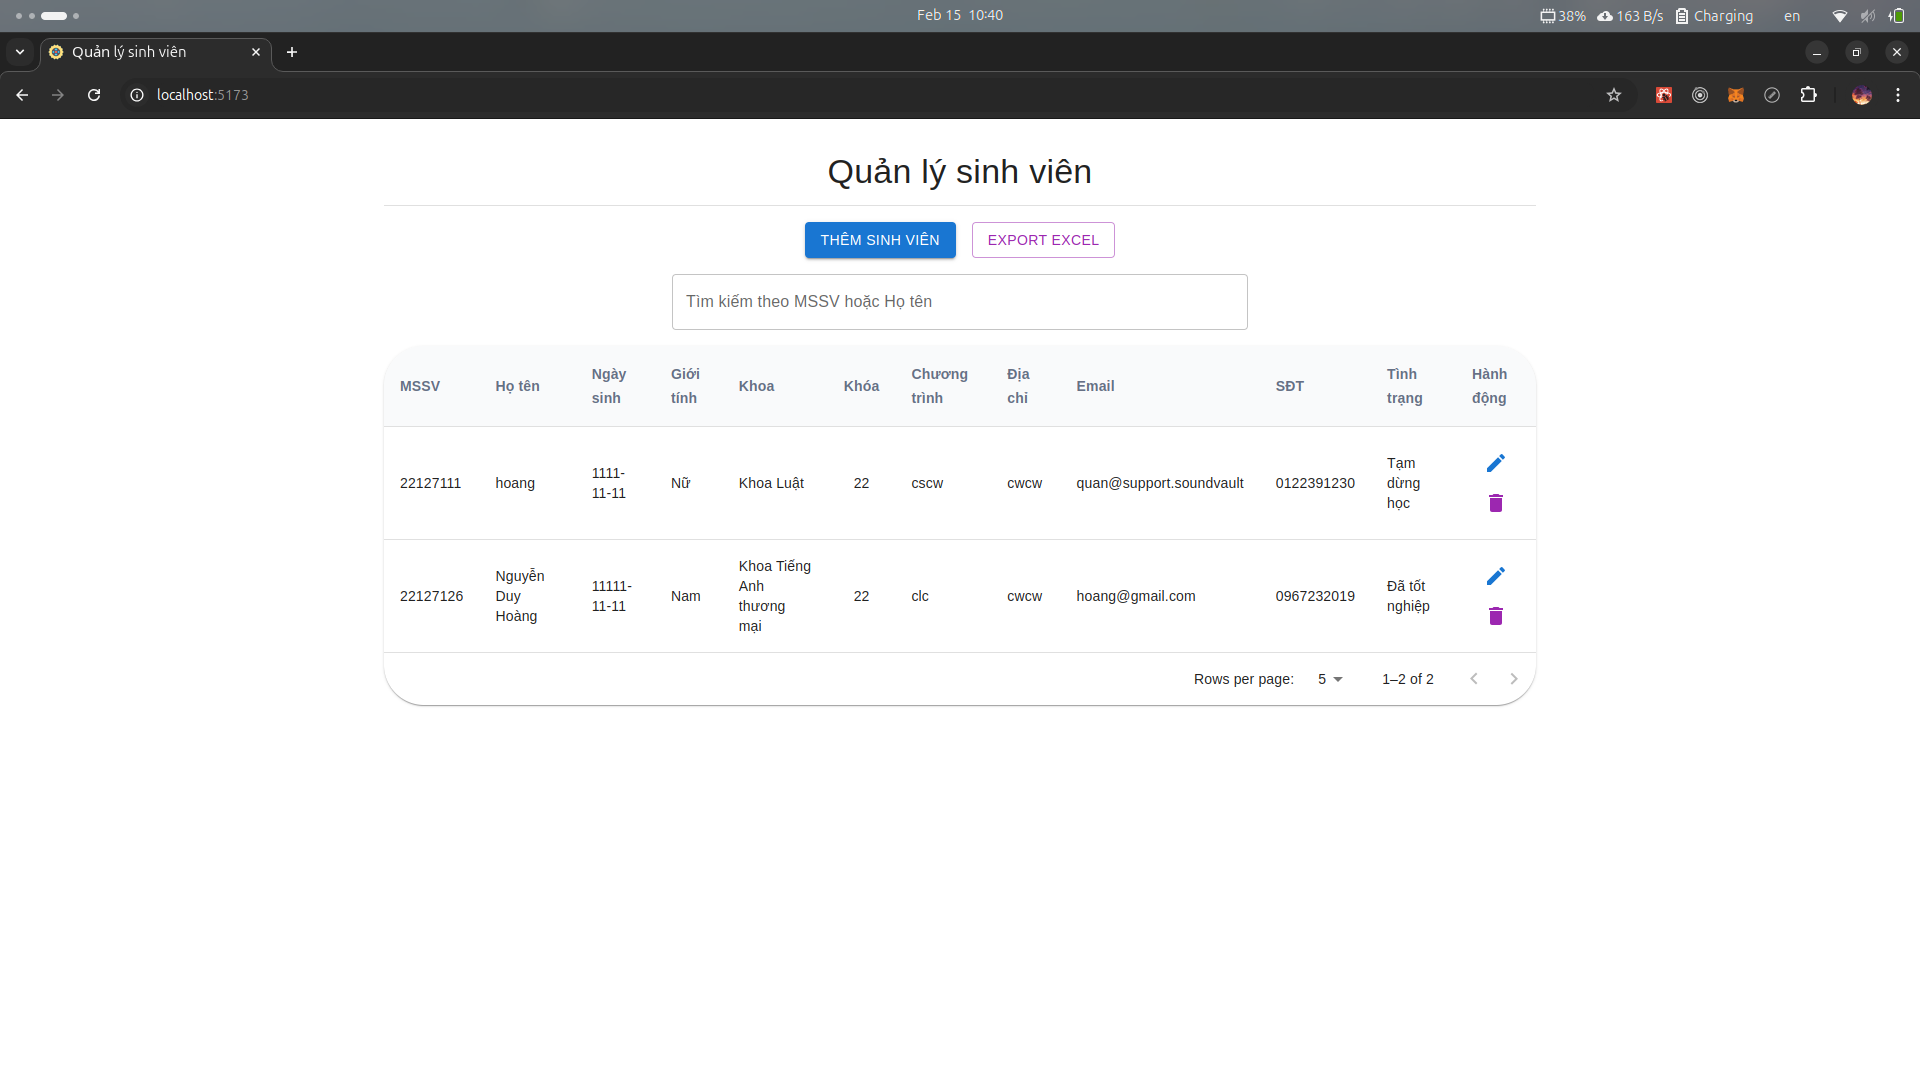 Feb 15 10:40
38% 163 B/s Charging en
Quản lý sinh viên
localhost:5173
Quản lý sinh viên
THÊM SINH VIÊN EXPORT EXCEL
Tìm kiếm theo MSSV hoặc Họ tên
MSSV Họ tên Ngày sinh Giới tính Khoa Khóa Chương trình Địa chỉ Email SĐT Tình trạng Hành động
22127111 hoang 1111-11-11 Nữ Khoa Luật 22 cscw cwcw quan@support.soundvault 0122391230 Tạm dừng học
22127126 Nguyễn Duy Hoàng 11111-11-11 Nam Khoa Tiếng Anh thương mại 22 clc cwcw hoang@gmail.com 0967232019 Đã tốt nghiệp
Rows per page: 5 1–2 of 2